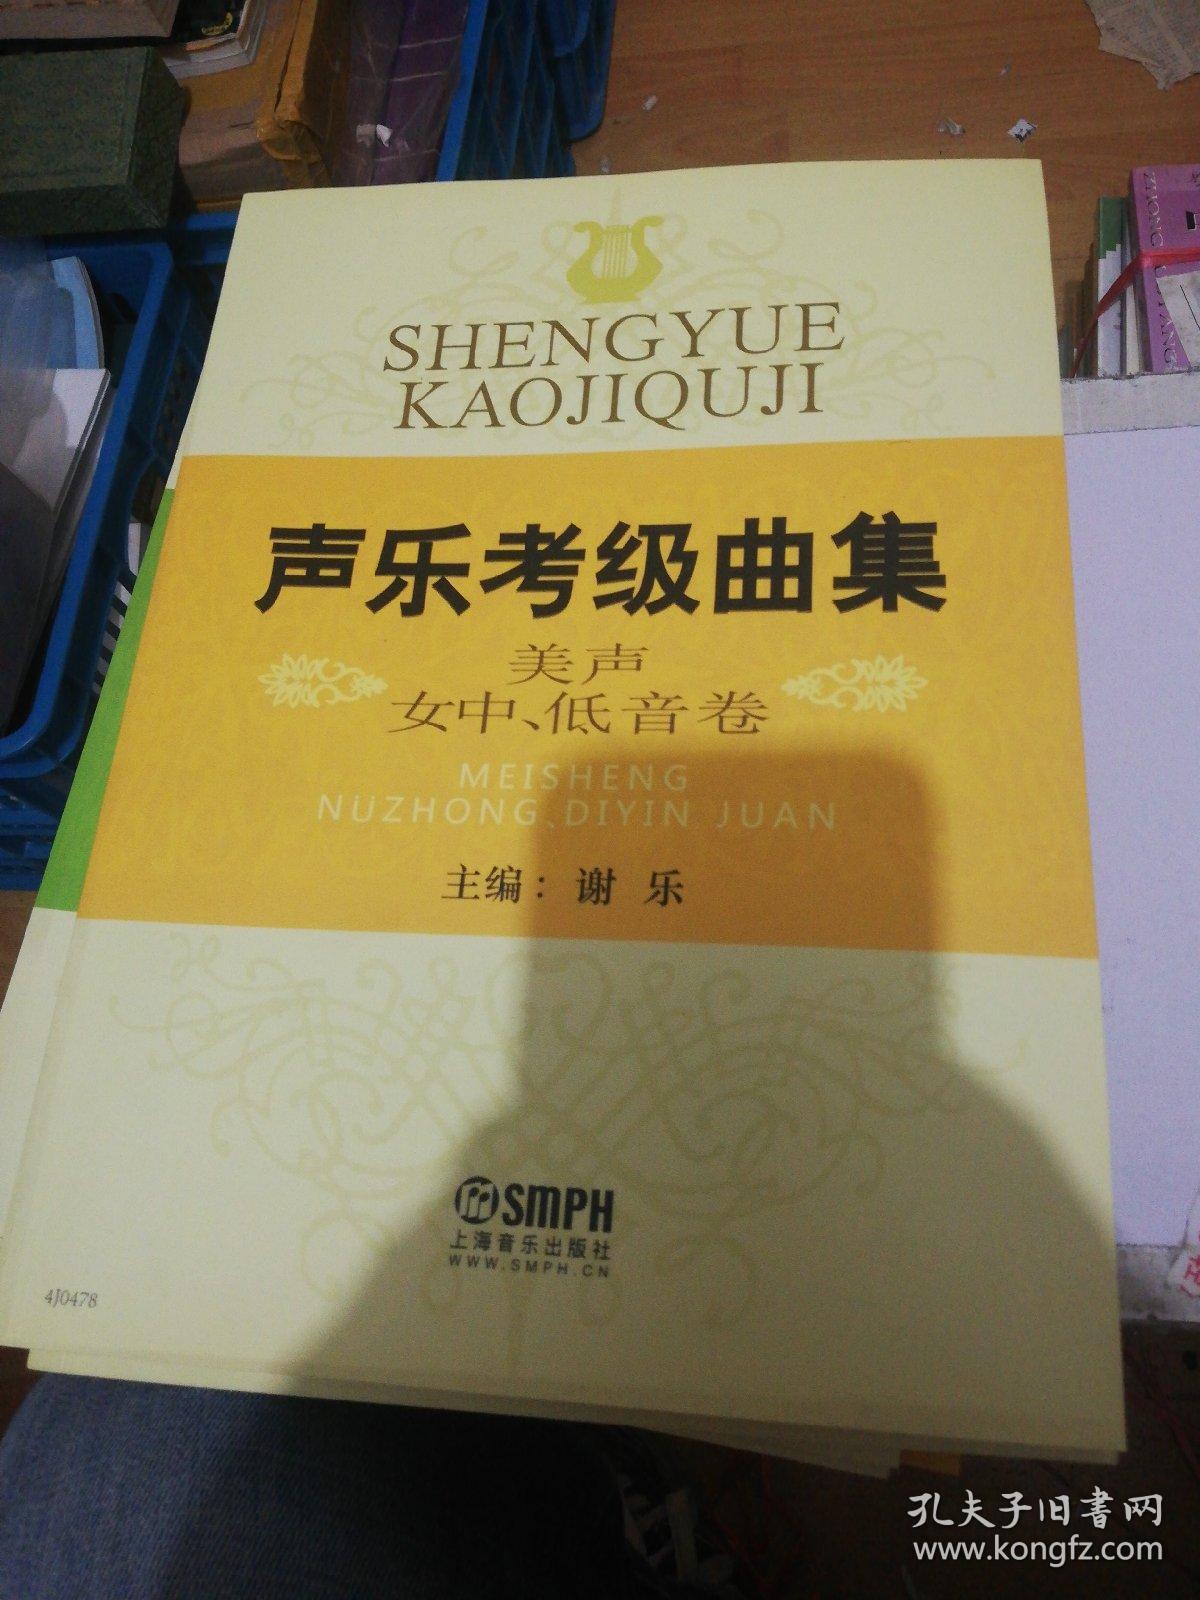 SHENGYUE
KAOJIQUJI
声乐考级曲集
美声
女中、低音卷
MEISHENG
NÜZHONG、DIYIN JUAN
主编：谢 乐
SMPH
上海音乐出版社
WWW.SMPH.CN
4J0478
ZHONG
孔夫子旧书网
www.kongfz.com